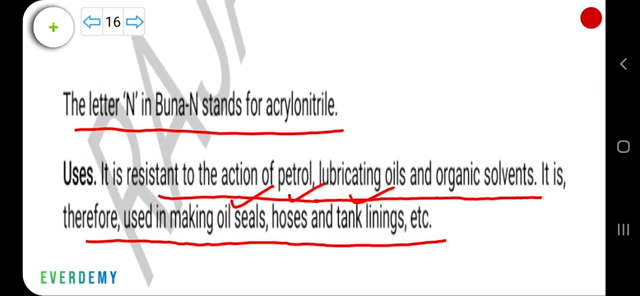 16
The letter 'N' in Buna-N stands for acrylonitrile.
Uses. It is resistant to the action of petrol, lubricating oils and organic solvents. It is,
therefore, used in making oil seals, hoses and tank linings, etc.
EVERDEMY